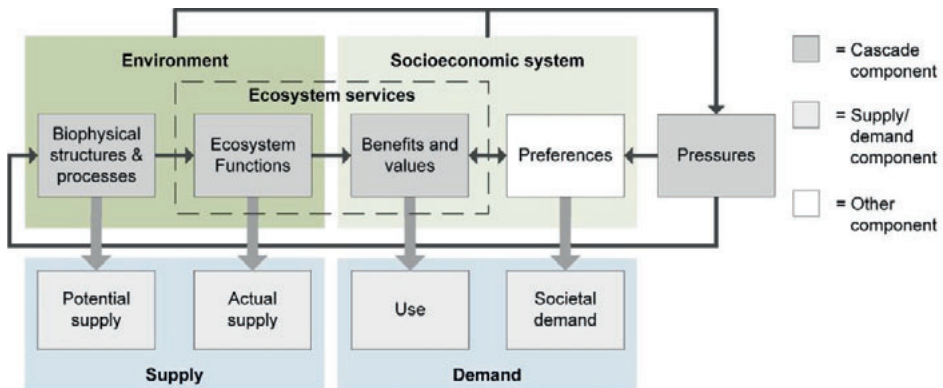 Environment
Socioeconomic system
Ecosystem services
Biophysical
structures &
processes
Ecosystem
Functions
Benefits and
values
Preferences
Pressures
Potential
supply
Actual
supply
Use
Societal
demand
Supply
Demand
= Cascade
component
= Supply/
demand
component
= Other
component